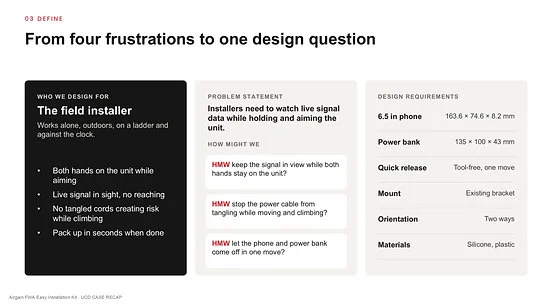 03 DEFINE
From four frustrations to one design question
WHO WE DESIGN FOR
The field installer
Works alone, outdoors, on a ladder and
against the clock.
• Both hands on the unit while
aiming
• Live signal in sight, no reaching
• No tangled cords creating risk
while climbing
• Pack up in seconds when done
PROBLEM STATEMENT
Installers need to watch live signal
data while holding and aiming the
unit.
HOW MIGHT WE
HMW keep the signal in view while both
hands stay on the unit?
HMW stop the power cable from
tangling while moving and climbing?
HMW let the phone and power bank
come off in one move?
DESIGN REQUIREMENTS
6.5 in phone 163.6 × 74.6 × 8.2 mm
Power bank 135 × 100 × 43 mm
Quick release Tool-free, one move
Mount Existing bracket
Orientation Two ways
Materials Silicone, plastic
Airgain FWA Easy Installation Kit · UCD CASE RECAP